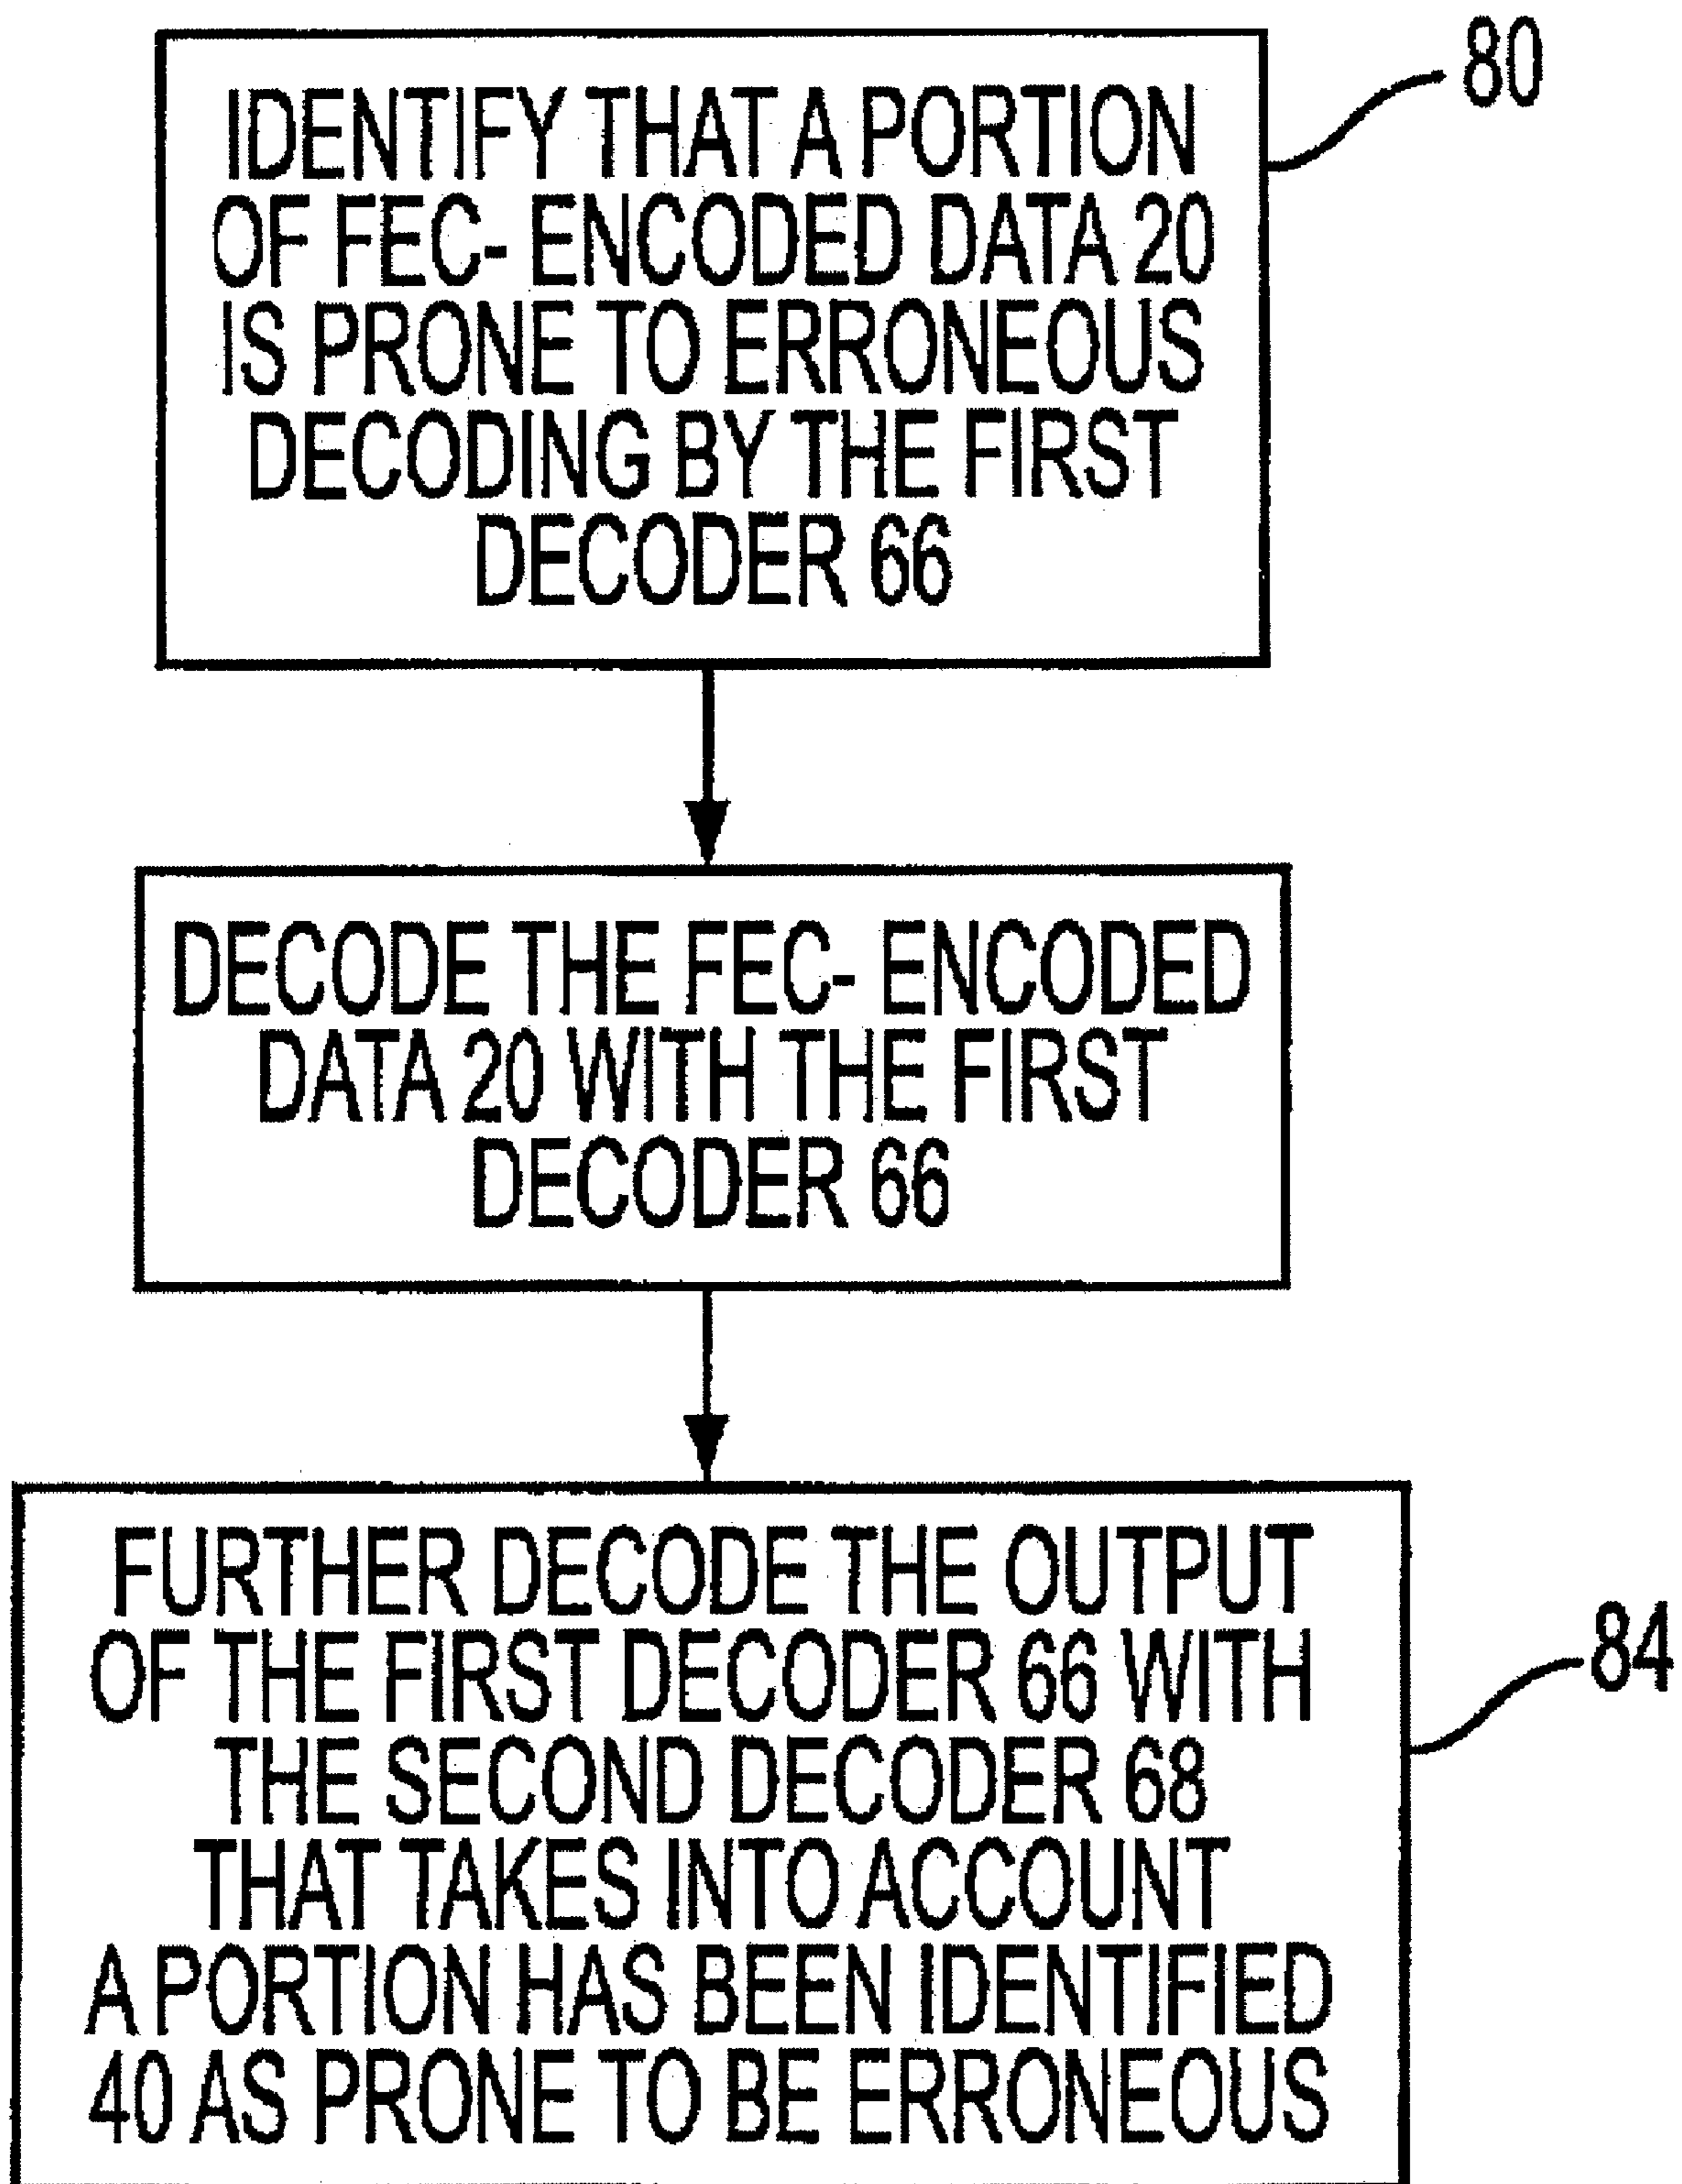 80
IDENTIFY THAT A PORTION
OF FEC- ENCODED DATA 20
IS PRONE TO ERRONEOUS
DECODING BY THE FIRST
DECODER 66
DECODE THE FEC- ENCODED
DATA 20 WITH THE FIRST
DECODER 66
FURTHER DECODE THE OUTPUT
OF THE FIRST DECODER 66 WITH
84
THE SECOND DECODER 68
THAT TAKES INTO ACCOUNT
A PORTION HAS BEEN IDENTIFIED
40 AS PRONE TO BE ERRONEOUS